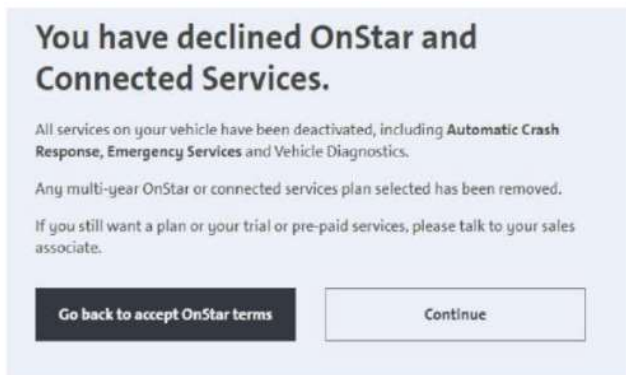 You have declined OnStar and
Connected Services.
All services on your vehicle have been deactivated, including Automatic Crash
Response, Emergency Services and Vehicle Diagnostics.
Any multi-year OnStar or connected services plan selected has been removed.
If you still want a plan or your trial or pre-paid services, please talk to your sales
associate.
Go back to accept OnStar terms
Continue